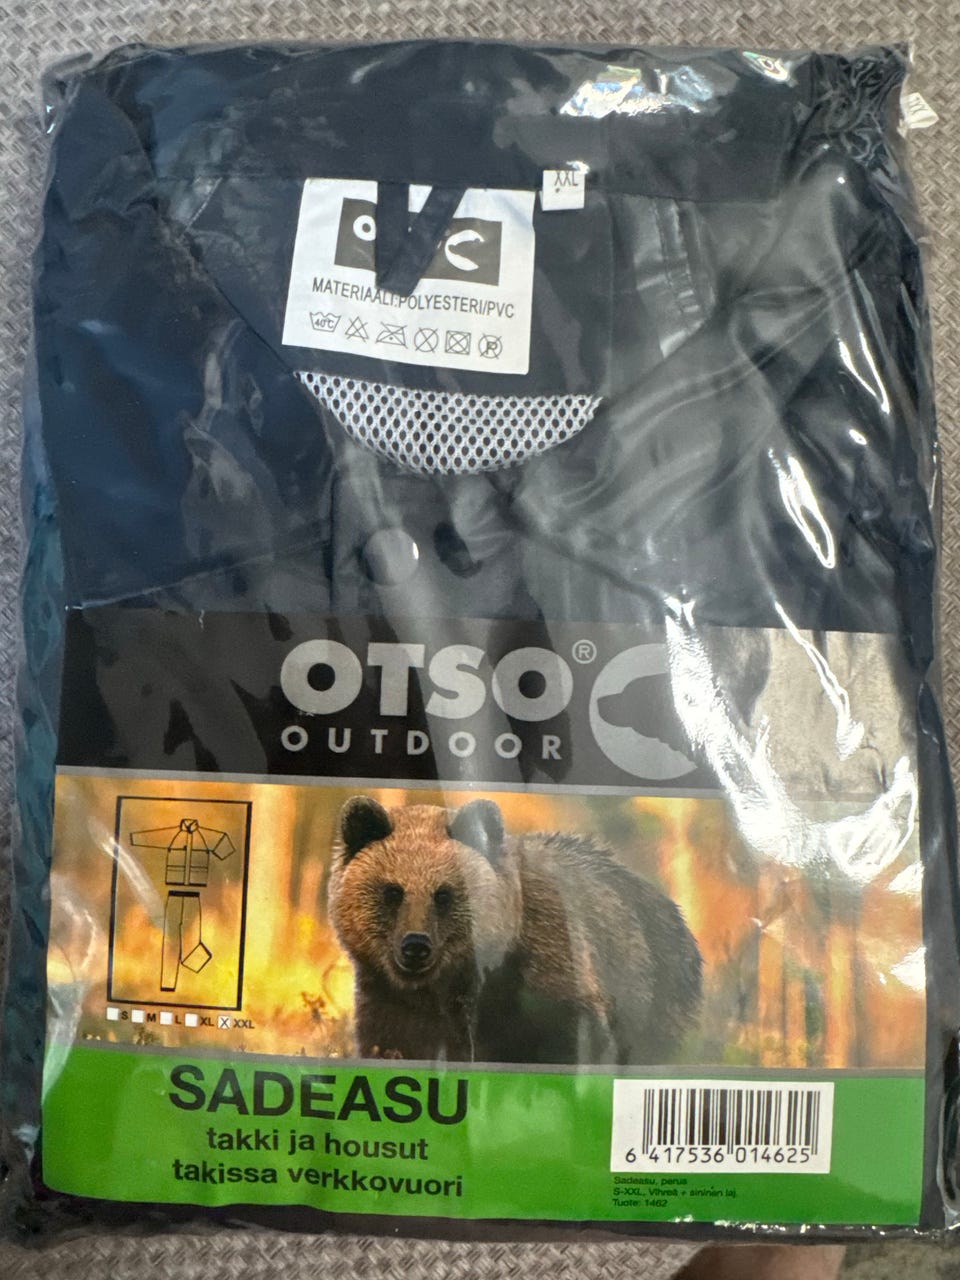 XXL
MATERIAALI:POLYESTERI/PVC
40°C
P
OTSO®
OUTDOOR
S M L XL X XXL
SADEASU
takki ja housut
takissa verkkovuori
6 417536 014625
Sadeasu, perus
S-XXL, Vihreä + sininen laj.
Tuote: 1462